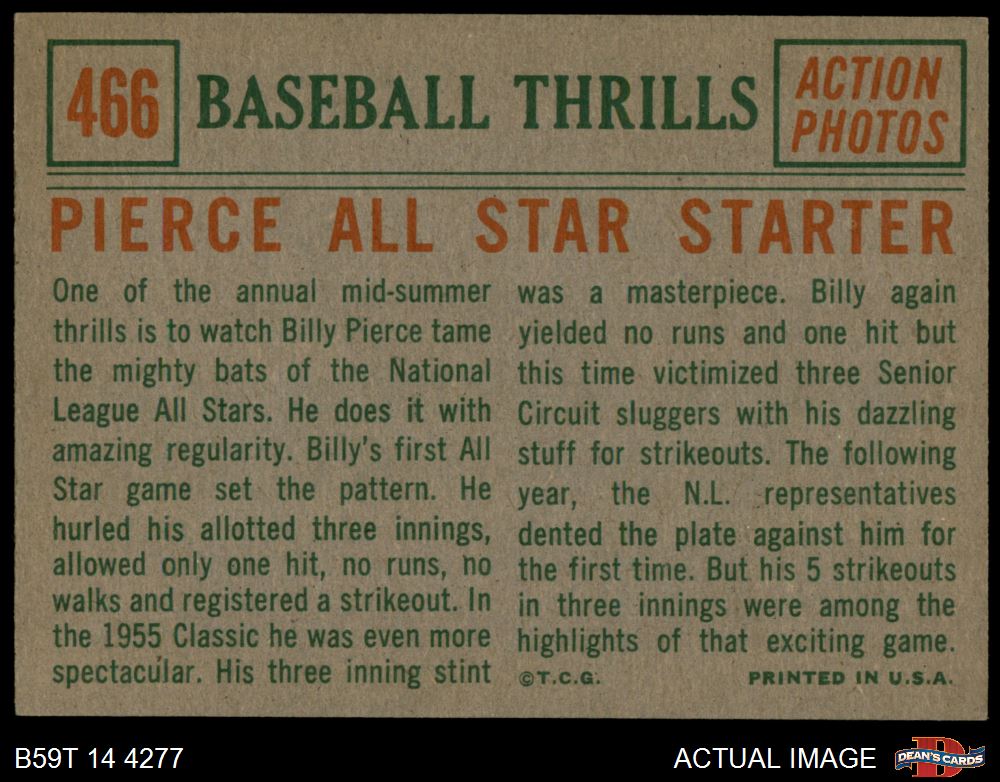 466
BASEBALL THRILLS
ACTION
PHOTOS
PIERCE ALL STAR STARTER
One of the annual mid-summer
thrills is to watch Billy Pierce tame
the mighty bats of the National
League All Stars. He does it with
amazing regularity. Billy's first All
Star game set the pattern. He
hurled his allotted three innings,
allowed only one hit, no runs, no
walks and registered a strikeout. In
the 1955 Classic he was even more
spectacular. His three inning stint
was a masterpiece. Billy again
yielded no runs and one hit but
this time victimized three Senior
Circuit sluggers with his dazzling
stuff for strikeouts. The following
year, the N.L. representatives
dented the plate against him for
the first time. But his 5 strikeouts
in three innings were among the
highlights of that exciting game.
©T.C.G. PRINTED IN U.S.A.
B59T 14 4277
ACTUAL IMAGE
D
DEAN'S CARDS